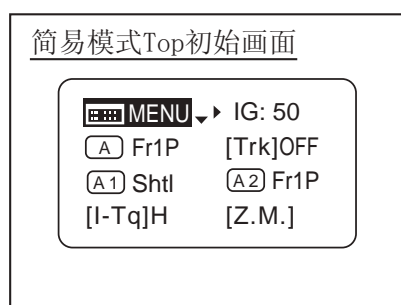 简易模式Top初始画面
MENU IG: 50
A Fr1P [Trk]OFF
A1 Shtl A2 Fr1P
[I-Tq]H [Z.M.]